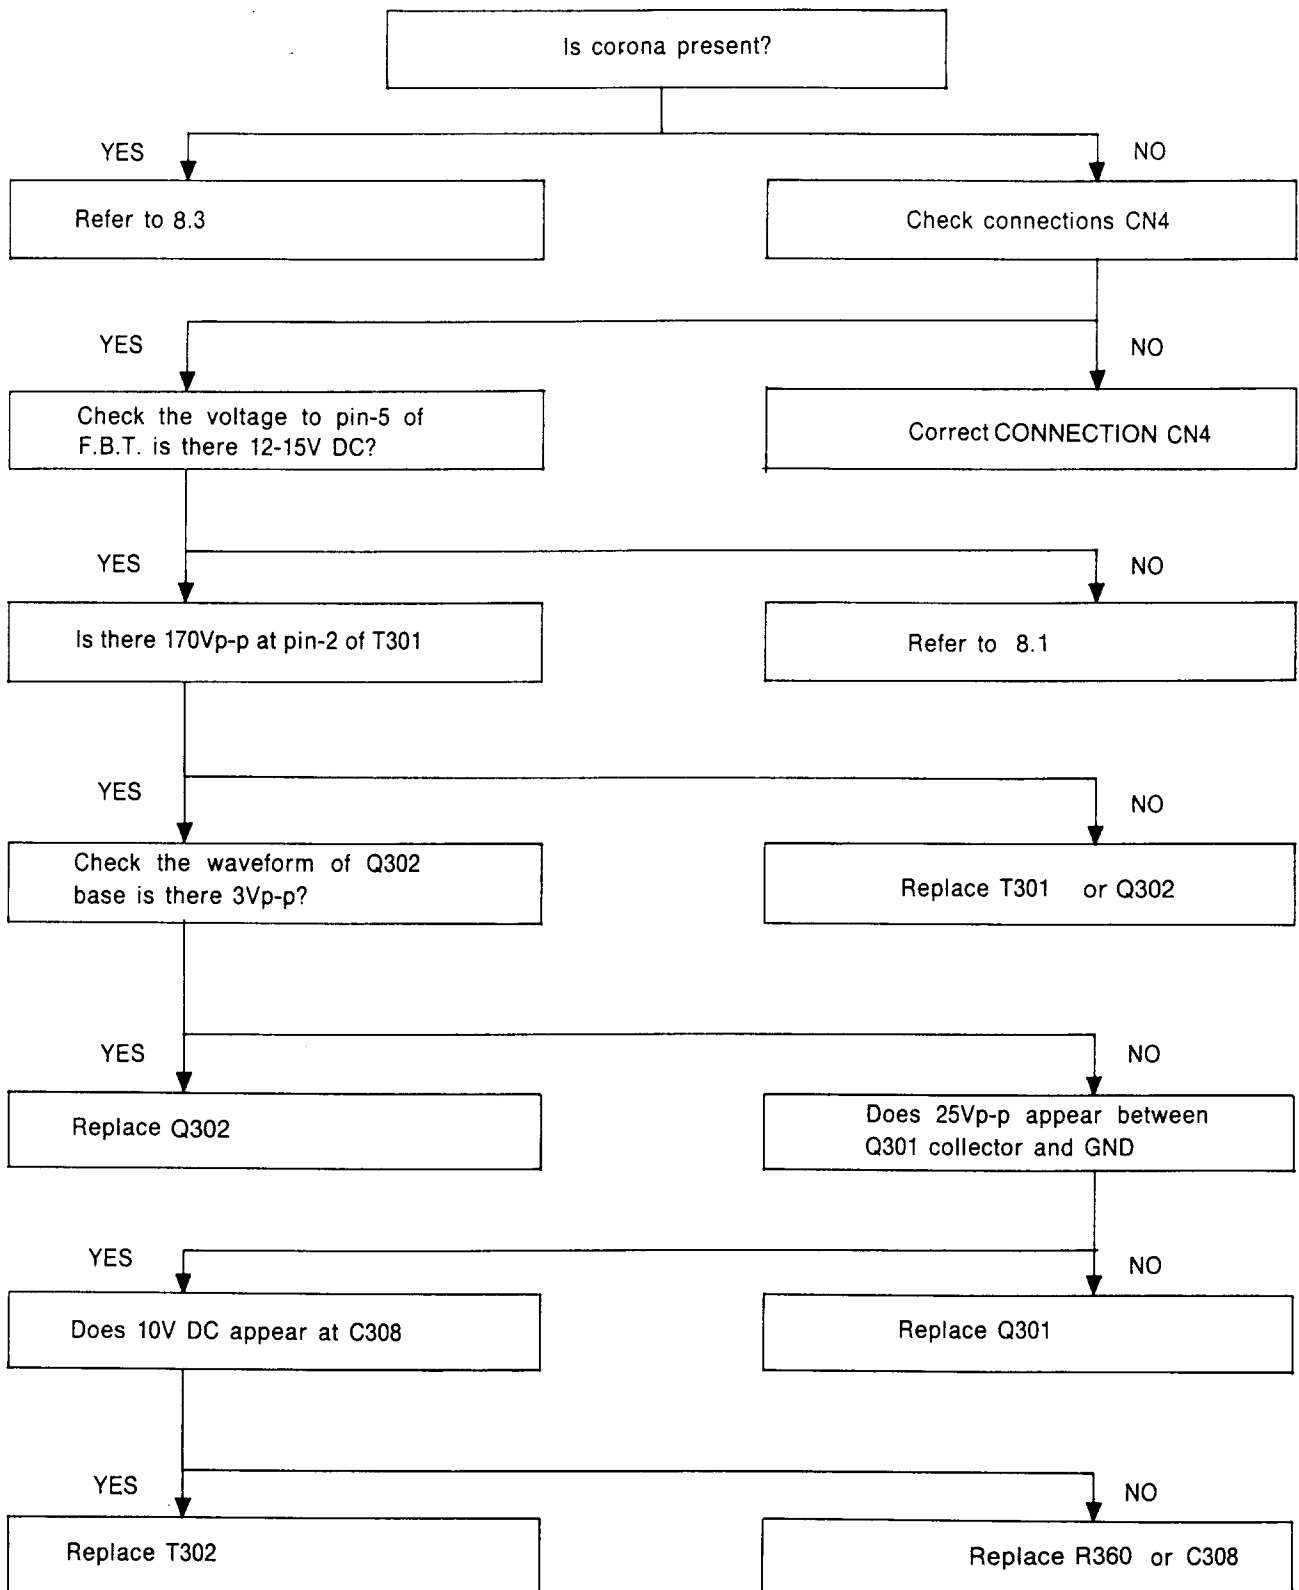 Is corona present?
YES
NO
Refer to 8.3
Check connections CN4
YES
NO
Check the voltage to pin-5 of
F.B.T. is there 12-15V DC?
Correct CONNECTION CN4
YES
NO
Is there 170Vp-p at pin-2 of T301
Refer to 8.1
YES
NO
Check the waveform of Q302
base is there 3Vp-p?
Replace T301 or Q302
YES
NO
Replace Q302
Does 25Vp-p appear between
Q301 collector and GND
YES
NO
Does 10V DC appear at C308
Replace Q301
YES
NO
Replace T302
Replace R360 or C308